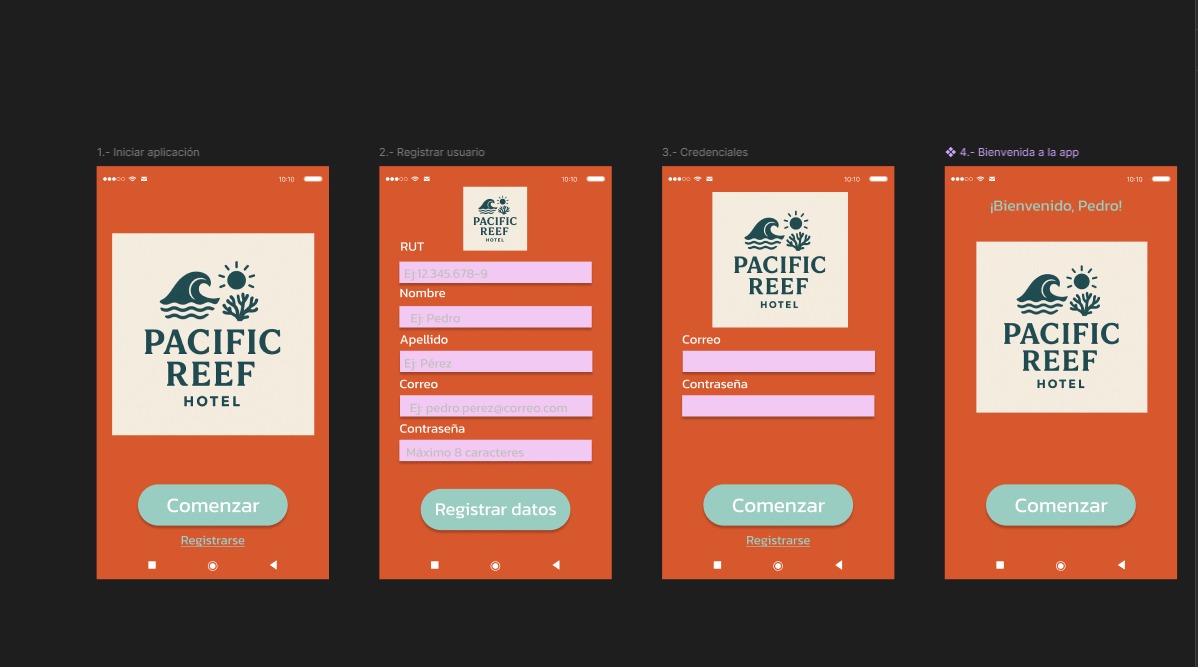 1.- Iniciar aplicación
10:10
PACIFIC
REEF
HOTEL
Comenzar
Registrarse
2.- Registrar usuario
10:10
PACIFIC
REEF
HOTEL
RUT
Ej:12.345.678-9
Nombre
Ej: Pedro
Apellido
Ej: Pérez
Correo
Ej: pedro.perez@correo.com
Contraseña
Máximo 8 caracteres
Registrar datos
3.- Credenciales
10:10
PACIFIC
REEF
HOTEL
Correo
Contraseña
Comenzar
Registrarse
4.- Bienvenida a la app
10:10
¡Bienvenido, Pedro!
PACIFIC
REEF
HOTEL
Comenzar